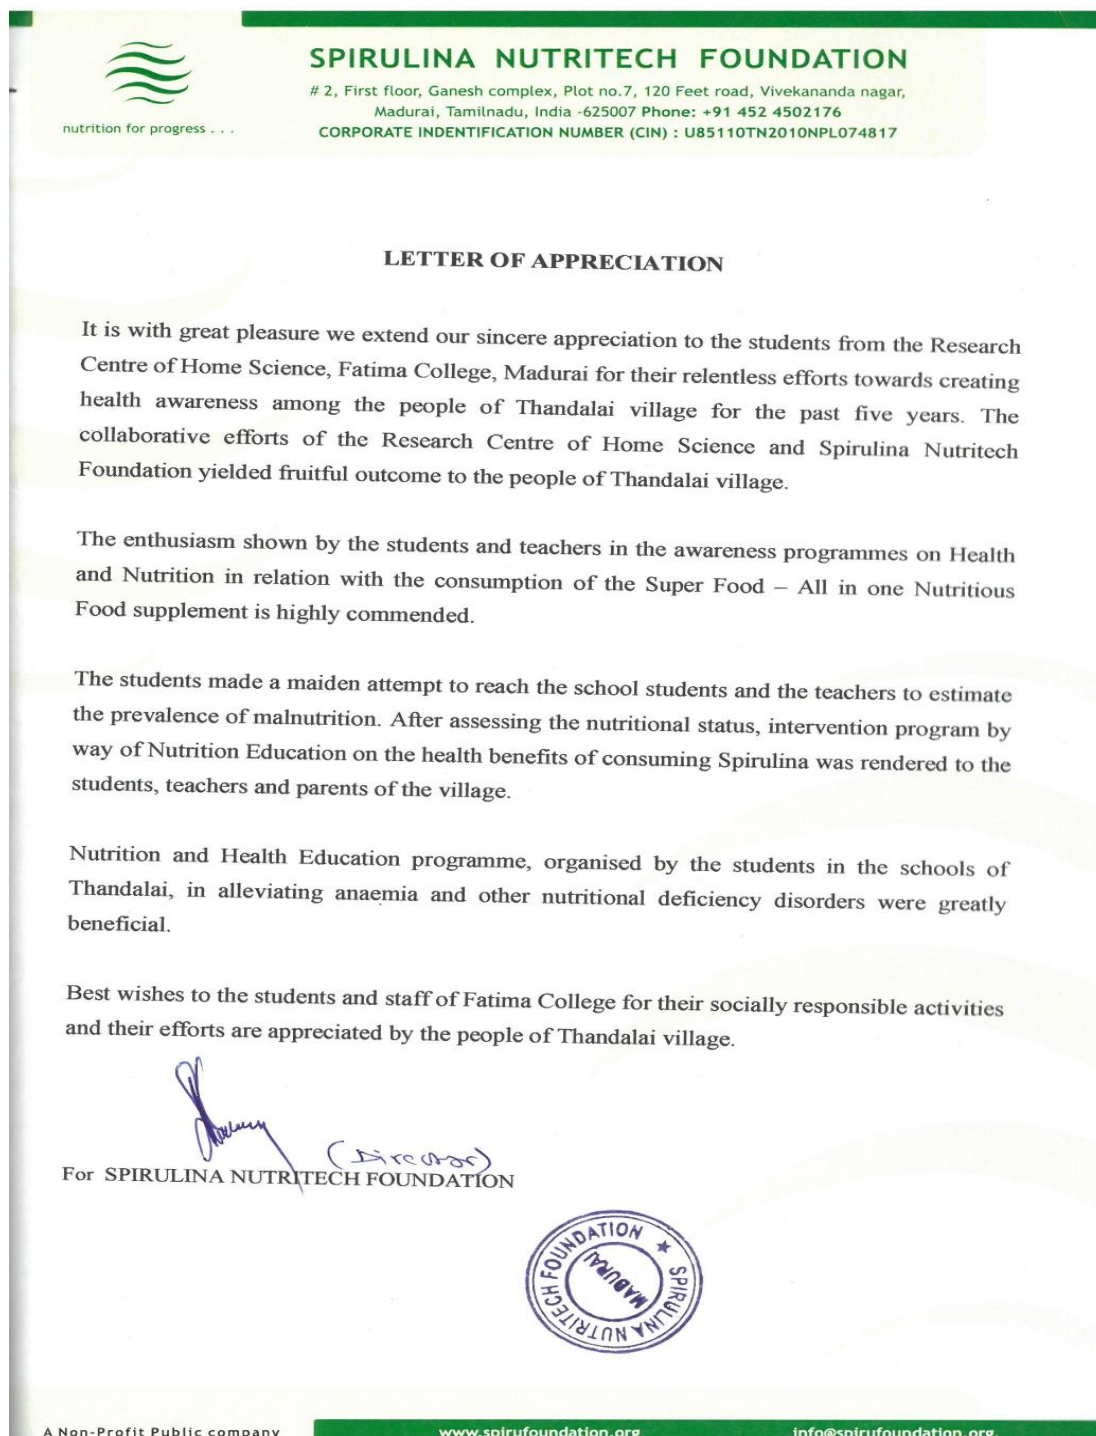 SPIRULINA NUTRITECH FOUNDATION
# 2, First floor, Ganesh complex, Plot no.7, 120 Feet road, Vivekananda nagar,
Madurai, Tamilnadu, India -625007 Phone: +91 452 4502176
CORPORATE INDENTIFICATION NUMBER (CIN) : U85110TN2010NPL074817
nutrition for progress . . .
LETTER OF APPRECIATION
It is with great pleasure we extend our sincere appreciation to the students from the Research
Centre of Home Science, Fatima College, Madurai for their relentless efforts towards creating
health awareness among the people of Thandalai village for the past five years. The
collaborative efforts of the Research Centre of Home Science and Spirulina Nutritech
Foundation yielded fruitful outcome to the people of Thandalai village.
The enthusiasm shown by the students and teachers in the awareness programmes on Health
and Nutrition in relation with the consumption of the Super Food – All in one Nutritious
Food supplement is highly commended.
The students made a maiden attempt to reach the school students and the teachers to estimate
the prevalence of malnutrition. After assessing the nutritional status, intervention program by
way of Nutrition Education on the health benefits of consuming Spirulina was rendered to the
students, teachers and parents of the village.
Nutrition and Health Education programme, organised by the students in the schools of
Thandalai, in alleviating anaemia and other nutritional deficiency disorders were greatly
beneficial.
Best wishes to the students and staff of Fatima College for their socially responsible activities
and their efforts are appreciated by the people of Thandalai village.
(Director)
For SPIRULINA NUTRITECH FOUNDATION
SPIRULINA NUTRITECH FOUNDATION ★
MADURAI
A Non-Profit Public company
www.spirufoundation.org
info@spirufoundation.org.